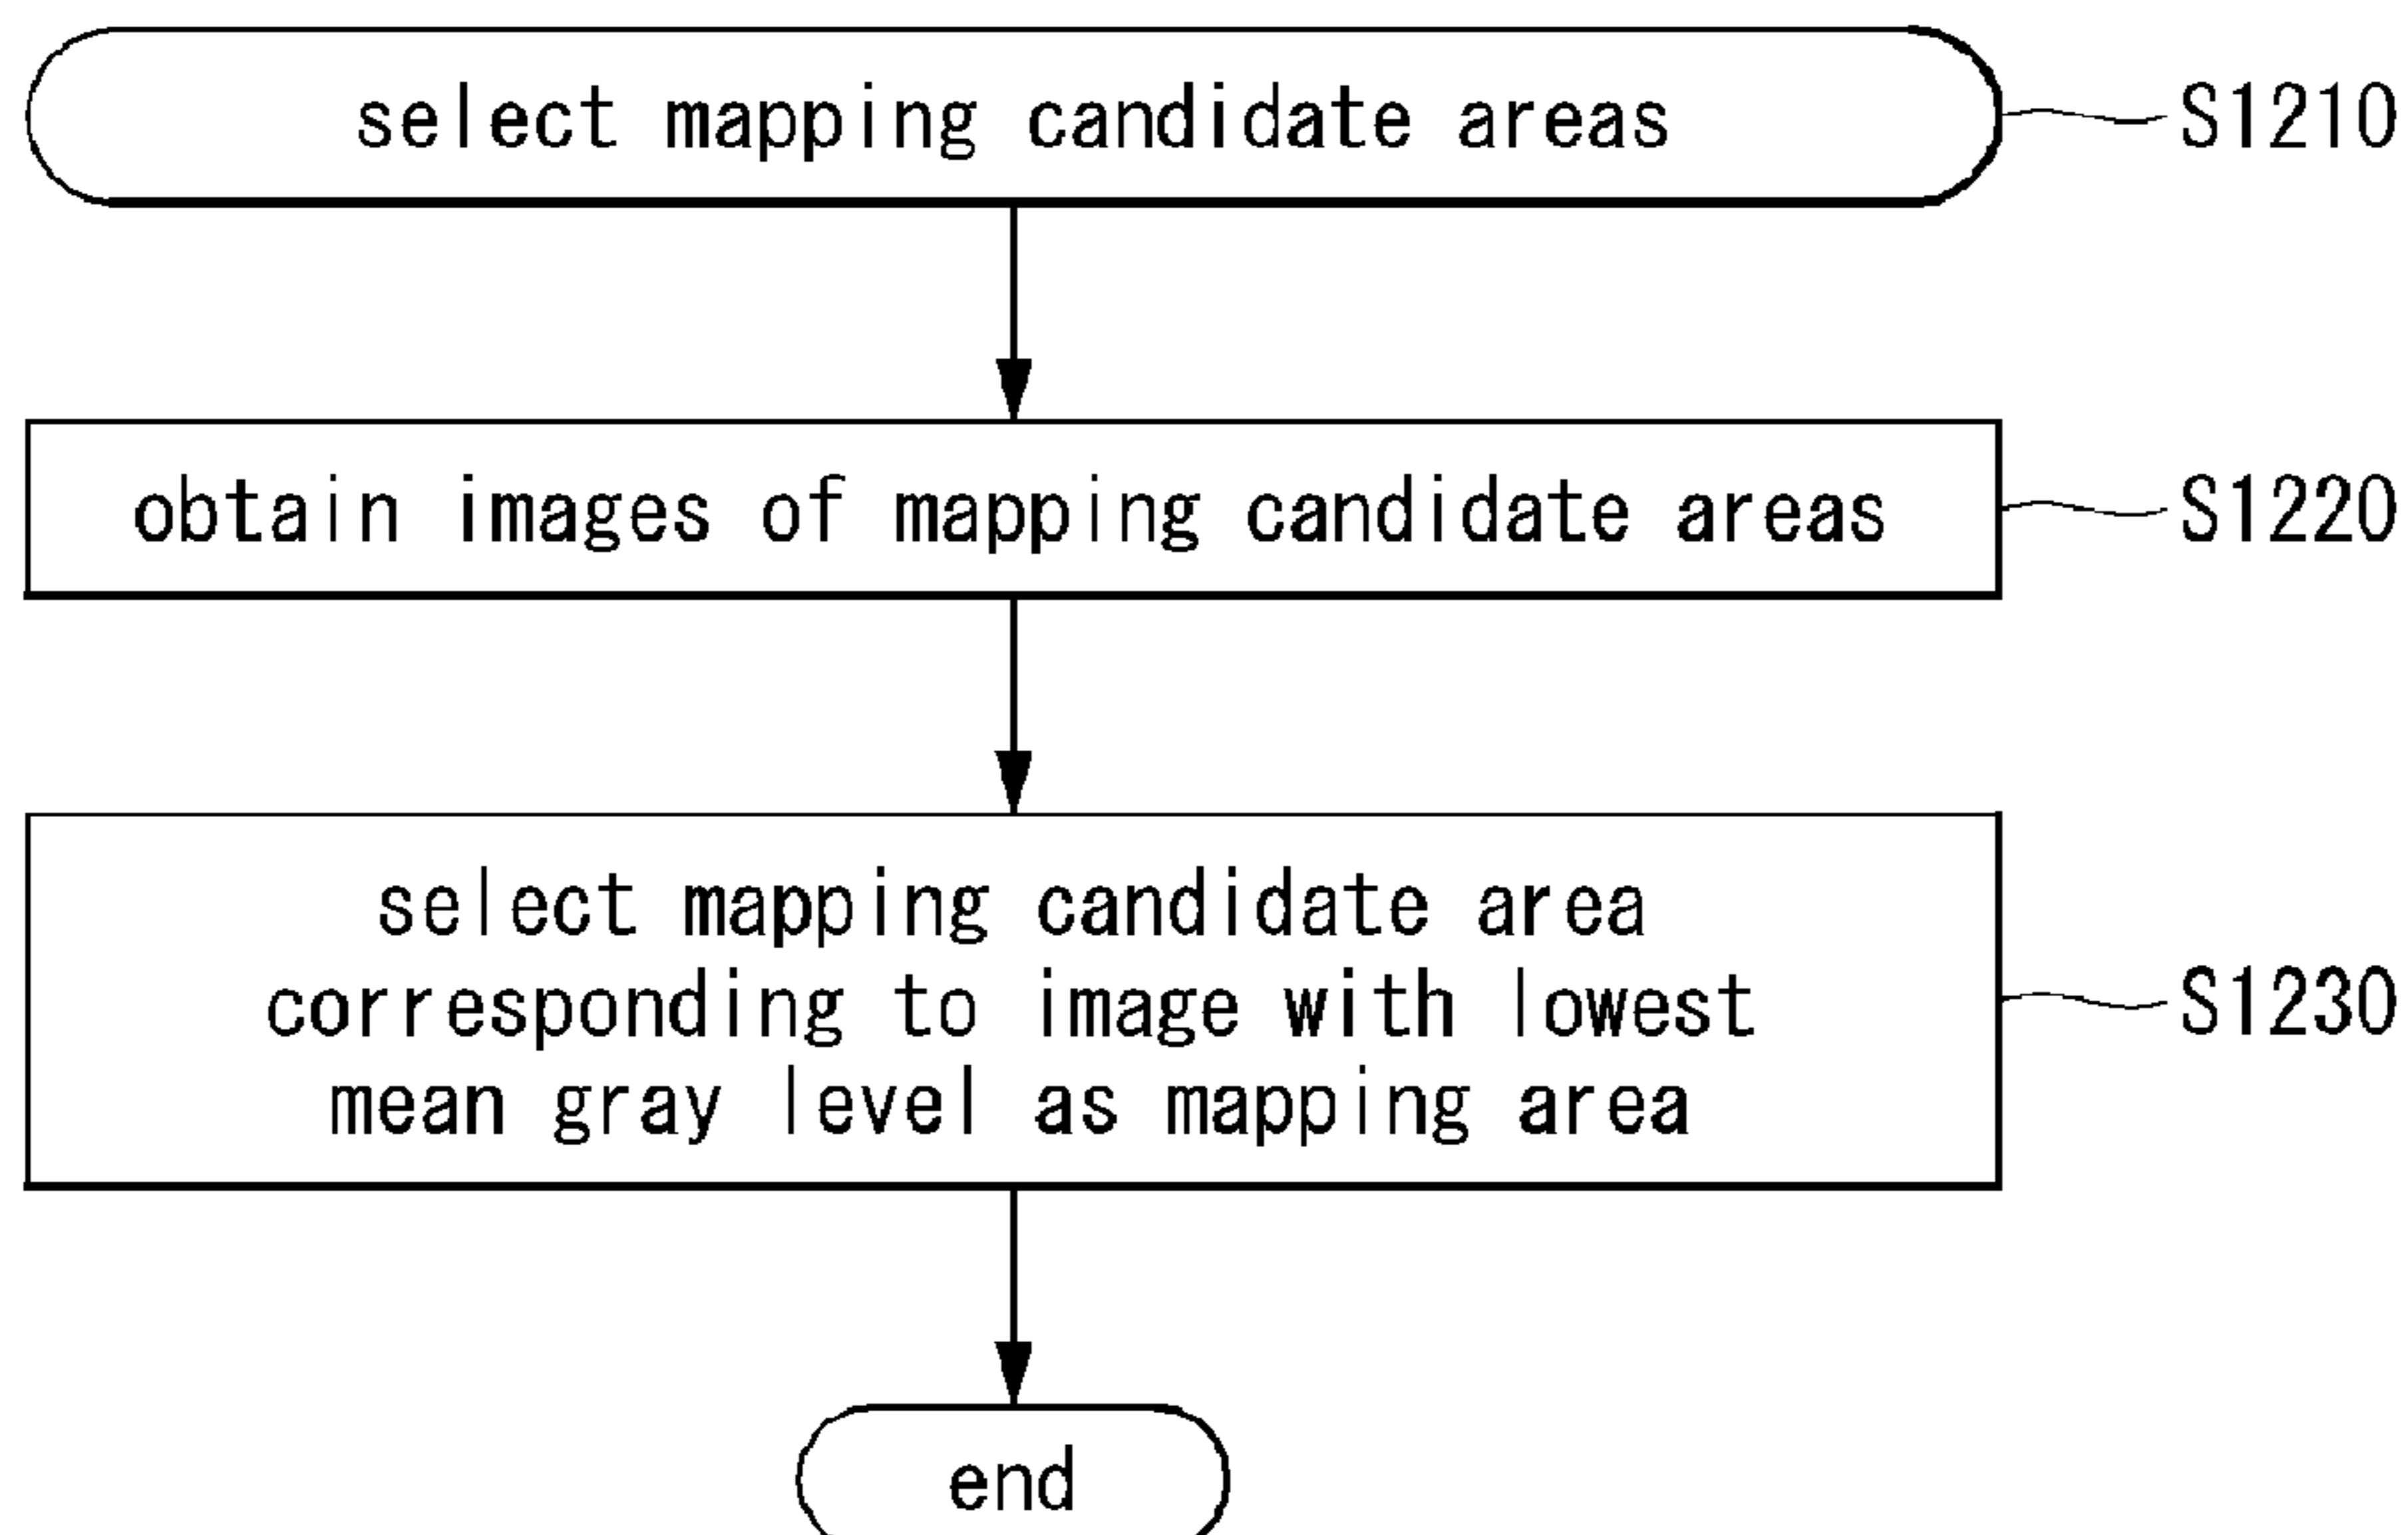 select mapping candidate areas
S1210
obtain images of mapping candidate areas
S1220
select mapping candidate area
corresponding to image with lowest
mean gray level as mapping area
S1230
end